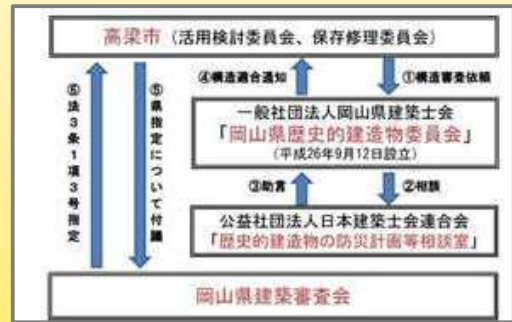 高梁市（活用検討委員会、保存修理委員会）
④構造適合通知
①構造審査依頼
一般社団法人岡山県建築士会
「岡山県歴史的建造物委員会」
（平成26年9月12日設立）
③助言
②相談
公益社団法人日本建築士会連合会
「歴史的建造物の防災計画等相談室」
⑥法3条1項3号指定
⑤県指定について付議
岡山県建築審査会